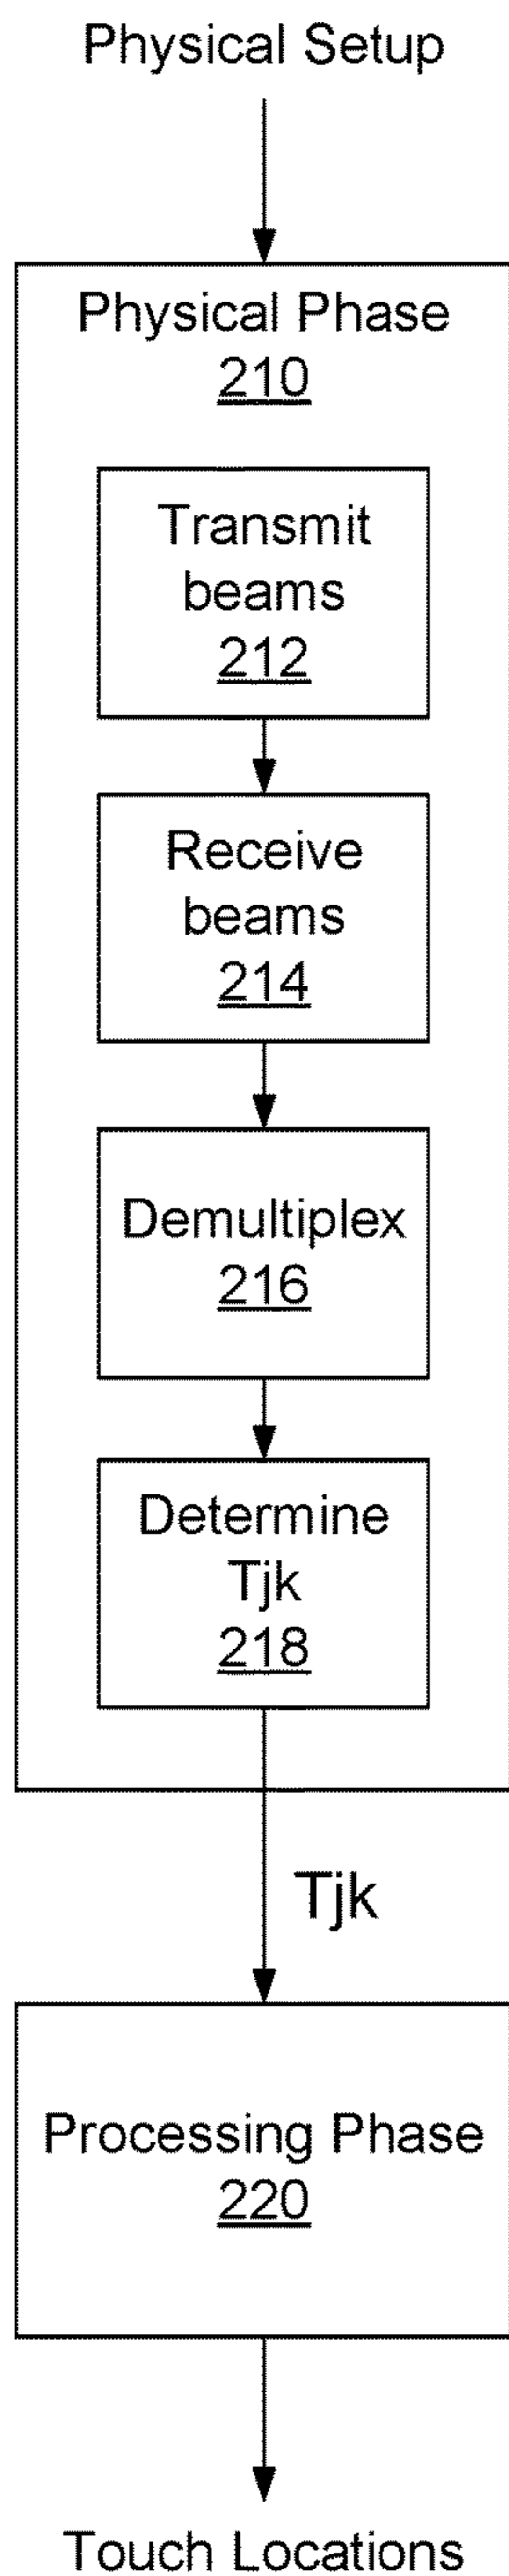 Physical Setup
Physical Phase
210
Transmit
beams
212
Receive
beams
214
Demultiplex
216
Determine
Tjk
218
Tjk
Processing Phase
220
Touch Locations